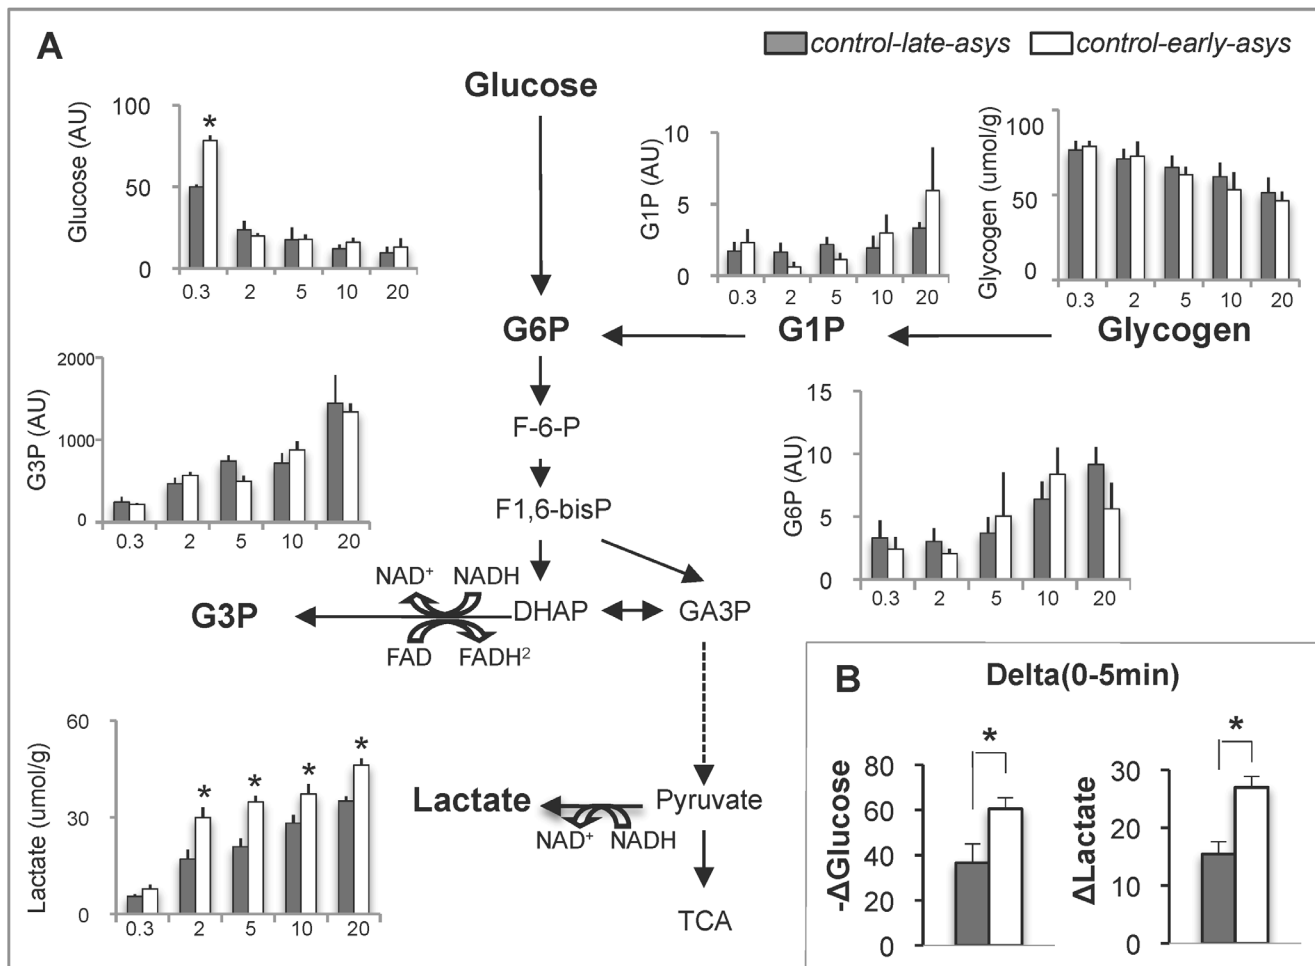 A
control-late-asys control-early-asys
Glucose
Glucose (AU)
100
50
0
*
0.3 2 5 10 20
G1P (AU)
10
5
0
0.3 2 5 10 20
Glycogen (umol/g)
100
50
0
0.3 2 5 10 20
G6P G1P Glycogen
G3P (AU)
2000
1000
0
0.3 2 5 10 20
F-6-P
F1,6-bisP
G6P (AU)
15
10
5
0
0.3 2 5 10 20
NAD+ NADH
G3P DHAP GA3P
FAD FADH2
Lactate (umol/g)
60
30
0
* * * *
0.3 2 5 10 20
Lactate Pyruvate
NAD+ NADH
TCA
B Delta(0-5min)
-ΔGlucose
80
60
40
20
0
*
ΔLactate
30
20
10
0
*